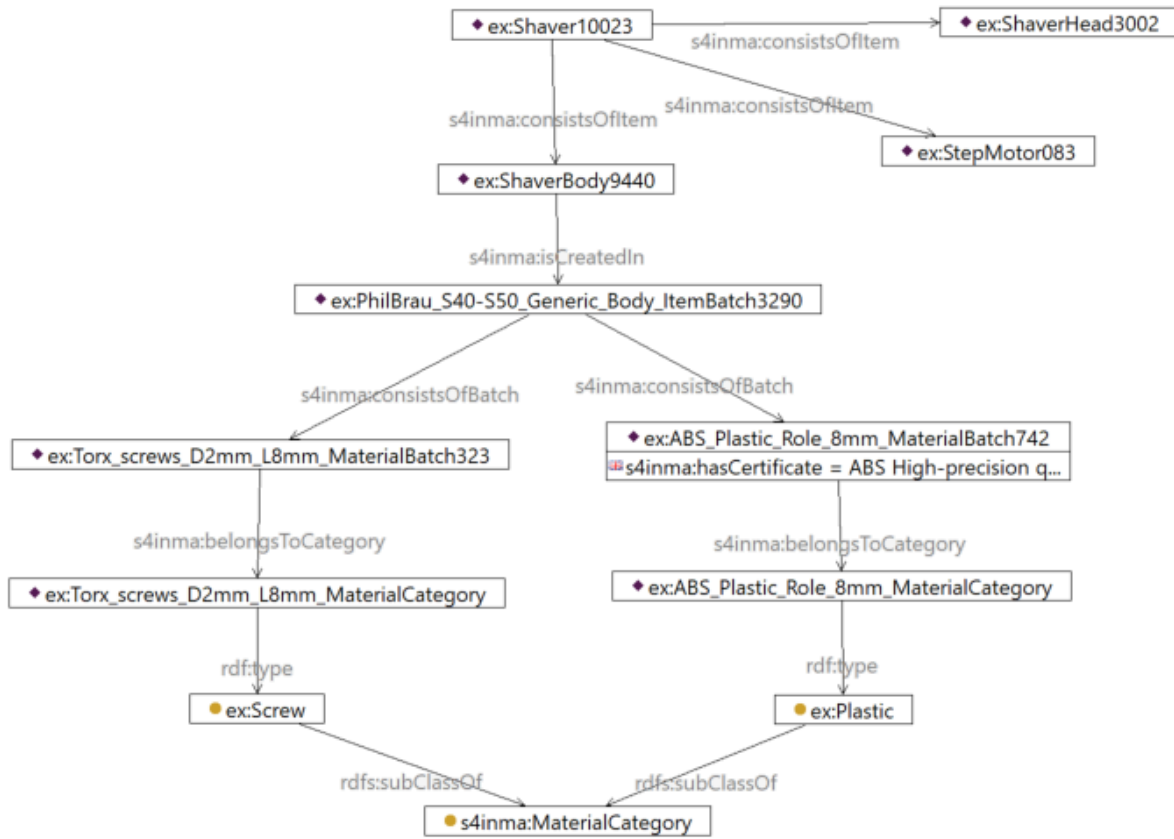 ex:Shaver10023
ex:ShaverHead3002
s4inma:consistsOfItem
s4inma:consistsOfItem
s4inma:consistsOfItem
ex:StepMotor083
ex:ShaverBody9440
s4inma:isCreatedIn
ex:PhilBrau_S40-S50_Generic_Body_ItemBatch3290
s4inma:consistsOfBatch
s4inma:consistsOfBatch
ex:Torx_screws_D2mm_L8mm_MaterialBatch323
ex:ABS_Plastic_Role_8mm_MaterialBatch742
s4inma:hasCertificate = ABS High-precision q...
s4inma:belongsToCategory
s4inma:belongsToCategory
ex:Torx_screws_D2mm_L8mm_MaterialCategory
ex:ABS_Plastic_Role_8mm_MaterialCategory
rdf:type
rdf:type
ex:Screw
ex:Plastic
rdfs:subClassOf
rdfs:subClassOf
s4inma:MaterialCategory